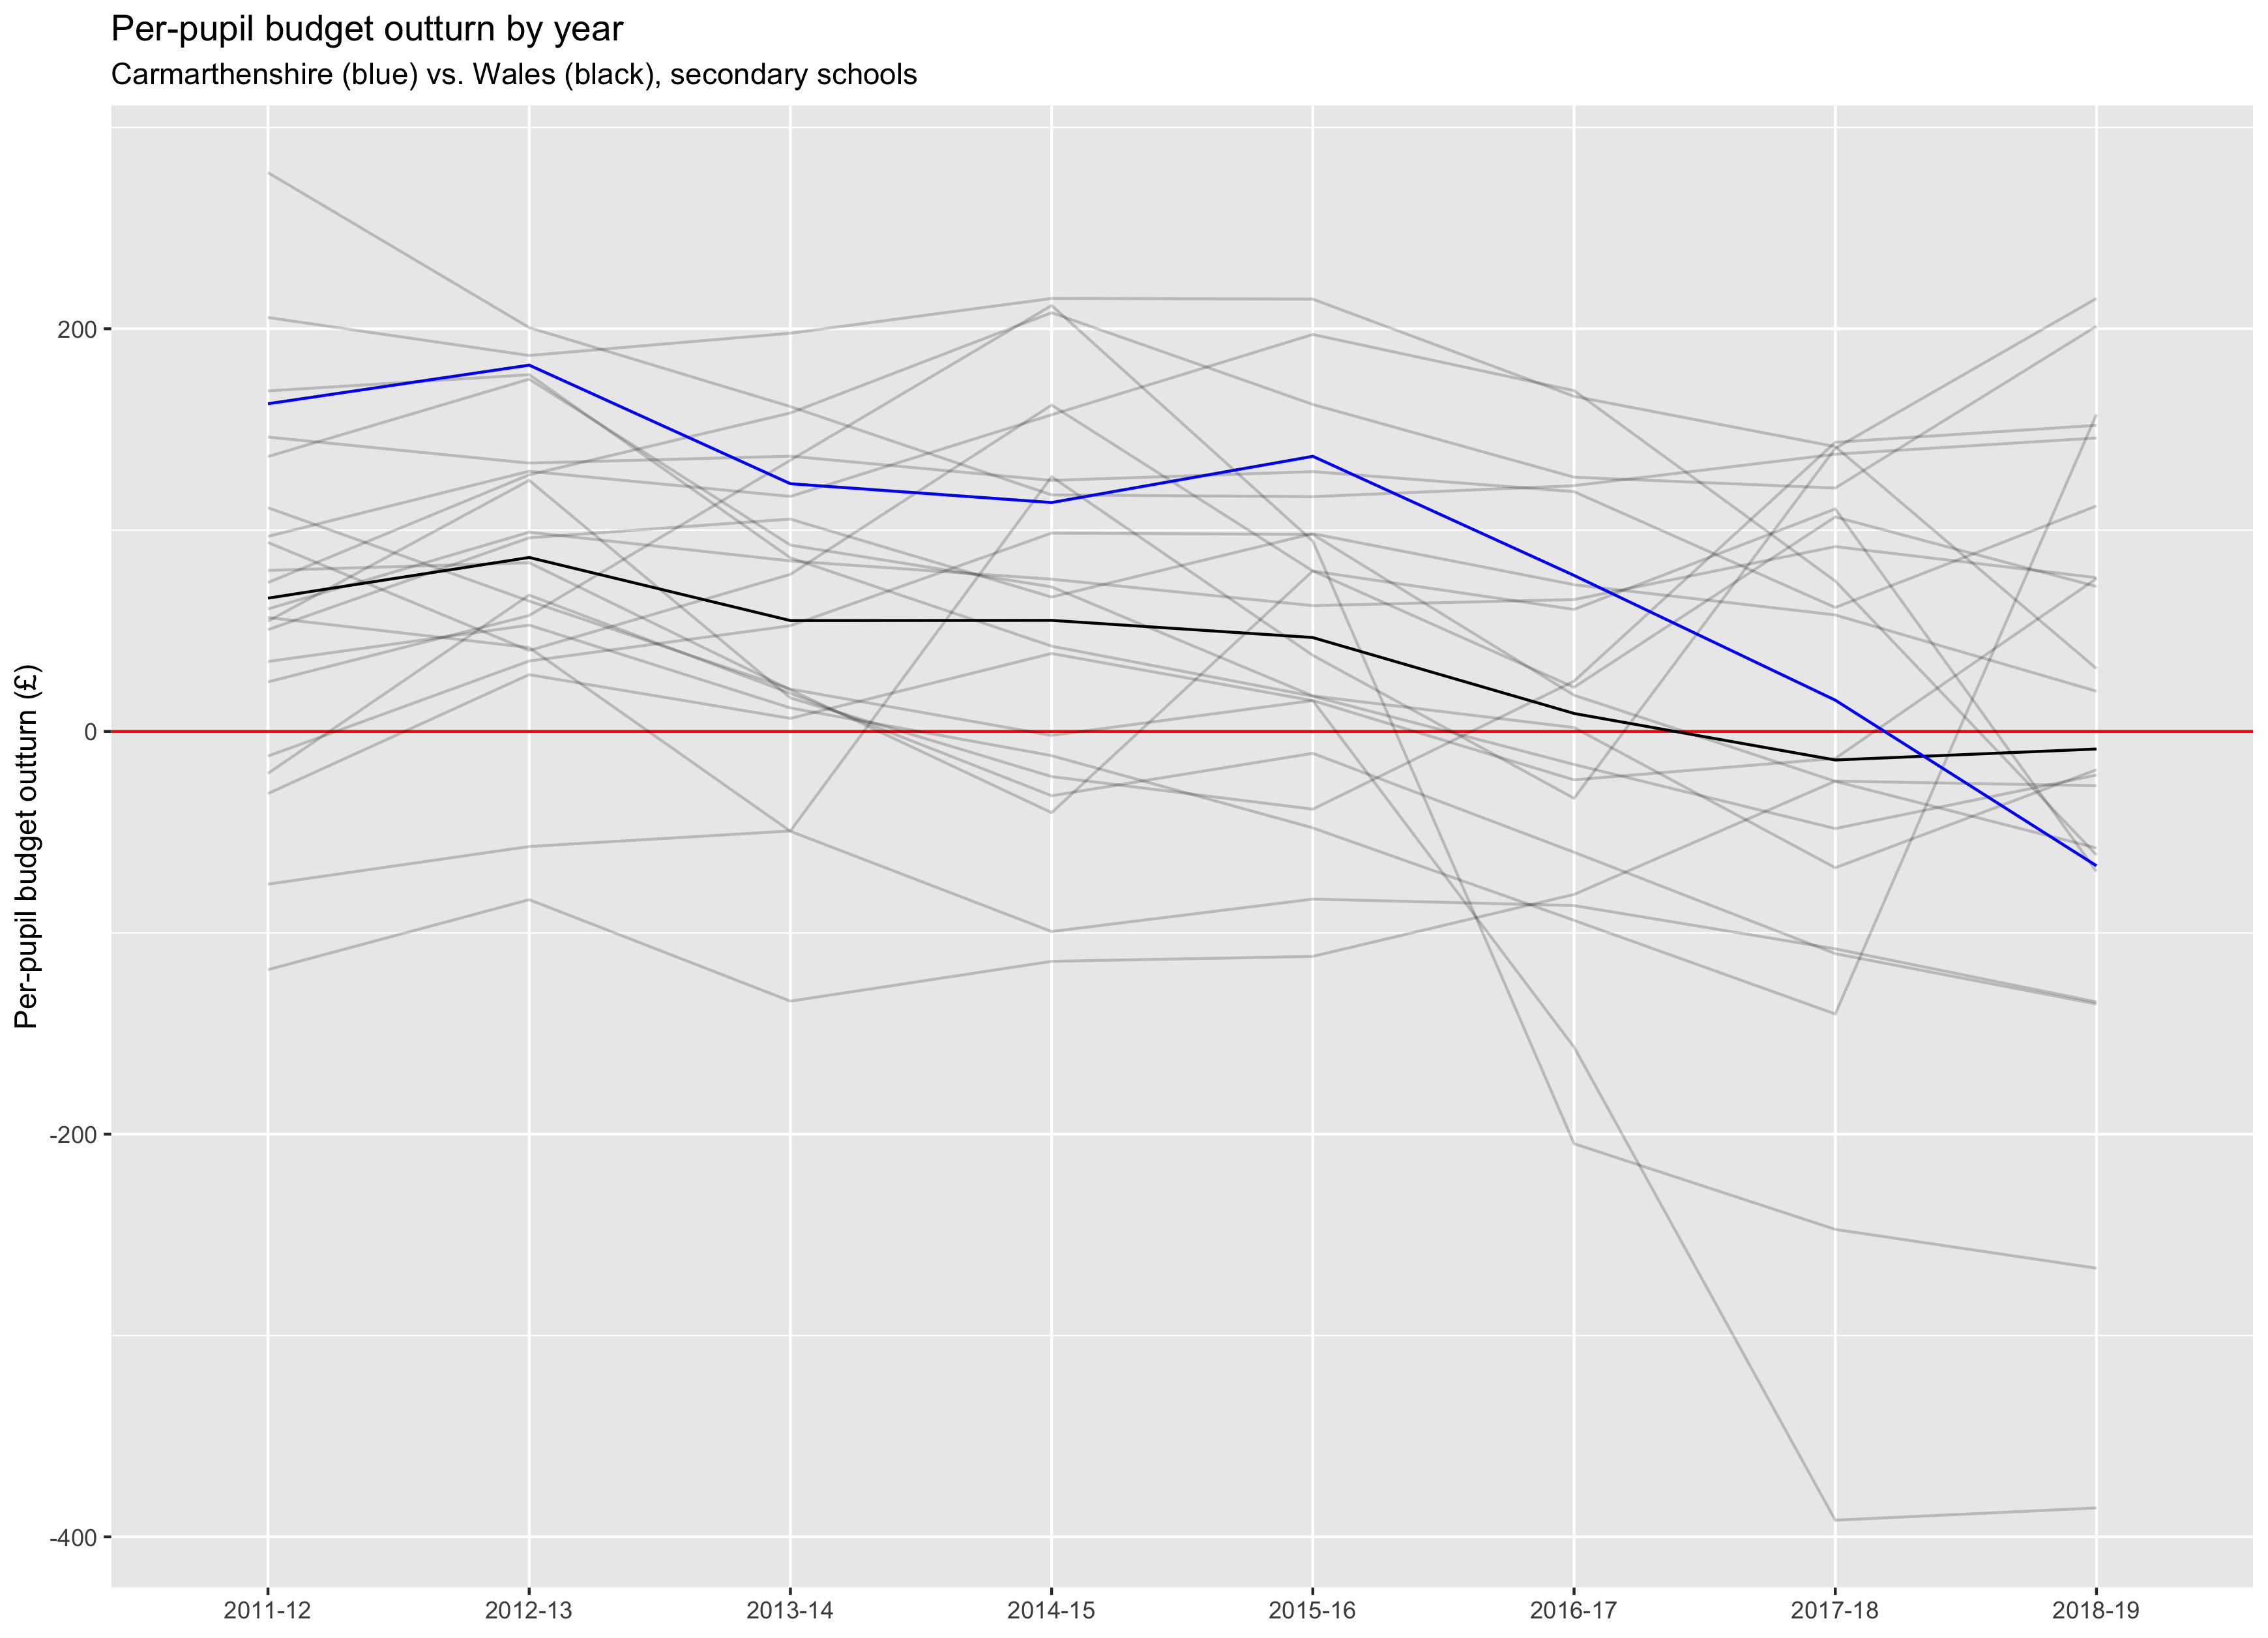 Per-pupil budget outturn by year
Carmarthenshire (blue) vs. Wales (black), secondary schools
Per-pupil budget outturn (£)
200
0
-200
-400
2011-12 2012-13 2013-14 2014-15 2015-16 2016-17 2017-18 2018-19